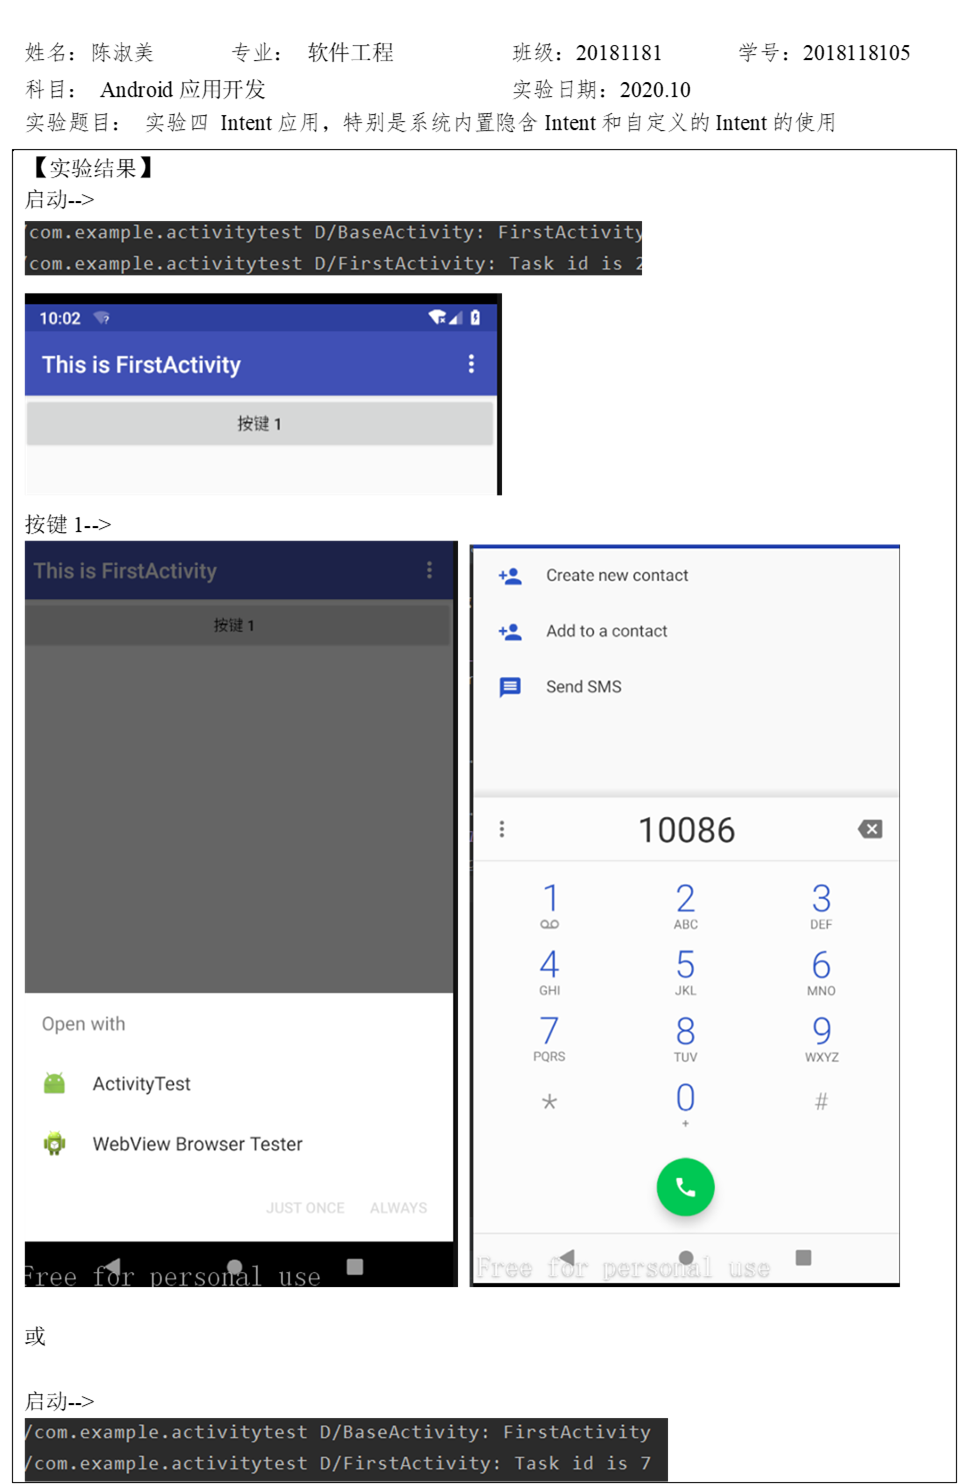 姓名：陈淑美 专业： 软件工程 班级：20181181 学号：2018118105
科目： Android 应用开发 实验日期：2020.10
实验题目： 实验四 Intent 应用，特别是系统内置隐含 Intent 和自定义的 Intent 的使用
【实验结果】
启动-->
/com.example.activitytest D/BaseActivity: FirstActivity
/com.example.activitytest D/FirstActivity: Task id is 2
10:02
This is FirstActivity
按键 1
按键 1-->
This is FirstActivity
按键 1
Open with
ActivityTest
WebView Browser Tester
JUST ONCE ALWAYS
Free for personal use
Create new contact
Add to a contact
Send SMS
10086
1 2 3
ABC DEF
4 5 6
GHI JKL MNO
7 8 9
PQRS TUV WXYZ
* 0 #
+
Free for personal use
或
启动-->
/com.example.activitytest D/BaseActivity: FirstActivity
/com.example.activitytest D/FirstActivity: Task id is 7